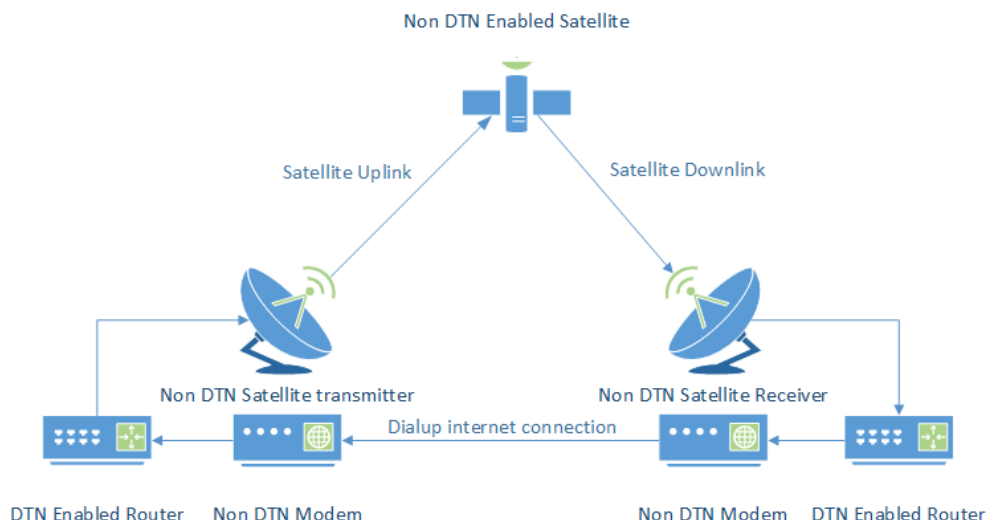 Non DTN Enabled Satellite
Satellite Uplink
Satellite Downlink
Non DTN Satellite transmitter
Non DTN Satellite Receiver
Dialup internet connection
DTN Enabled Router
Non DTN Modem
Non DTN Modem
DTN Enabled Router